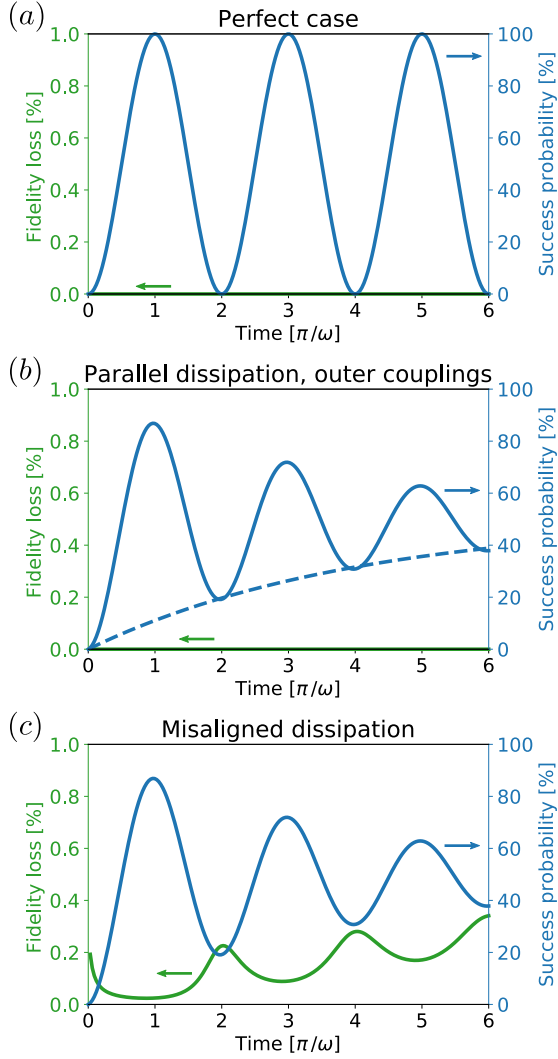 (a)
Perfect case
1.0
0.8
0.6
0.4
0.2
0.0
Fidelity loss [%]
100
80
60
40
20
0
Success probability [%]
0 1 2 3 4 5 6
Time [π/ω]
(b)
Parallel dissipation, outer couplings
1.0
0.8
0.6
0.4
0.2
0.0
Fidelity loss [%]
100
80
60
40
20
0
Success probability [%]
0 1 2 3 4 5 6
Time [π/ω]
(c)
Misaligned dissipation
1.0
0.8
0.6
0.4
0.2
0.0
Fidelity loss [%]
100
80
60
40
20
0
Success probability [%]
0 1 2 3 4 5 6
Time [π/ω]